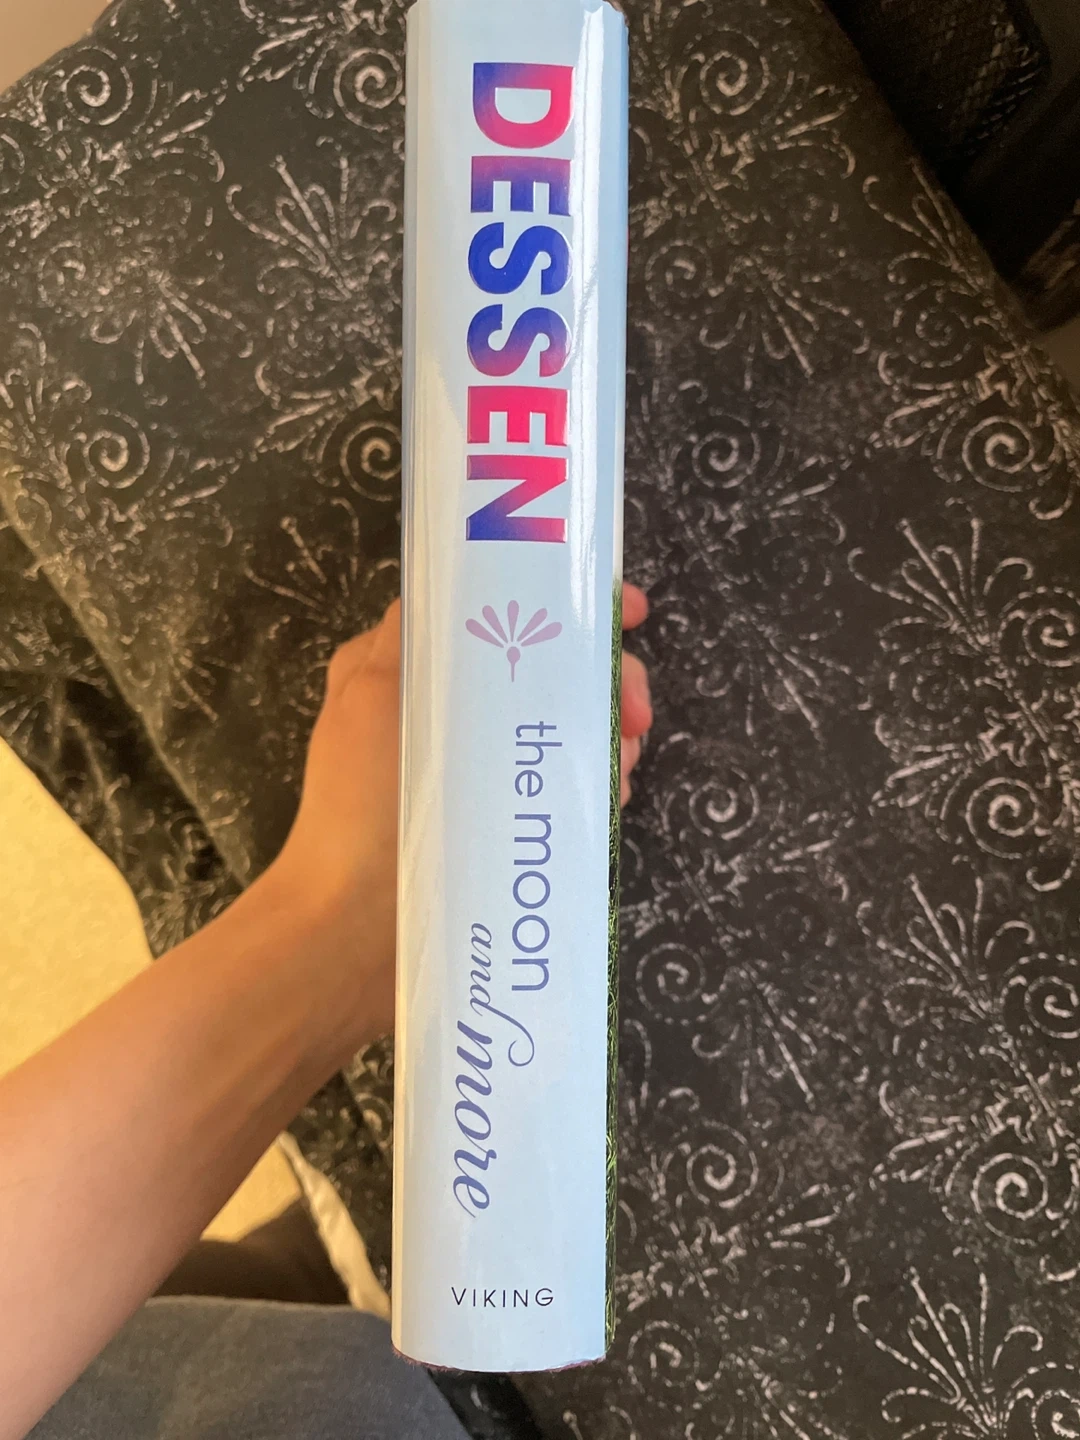 DESSEN
the moon
and more
VIKING